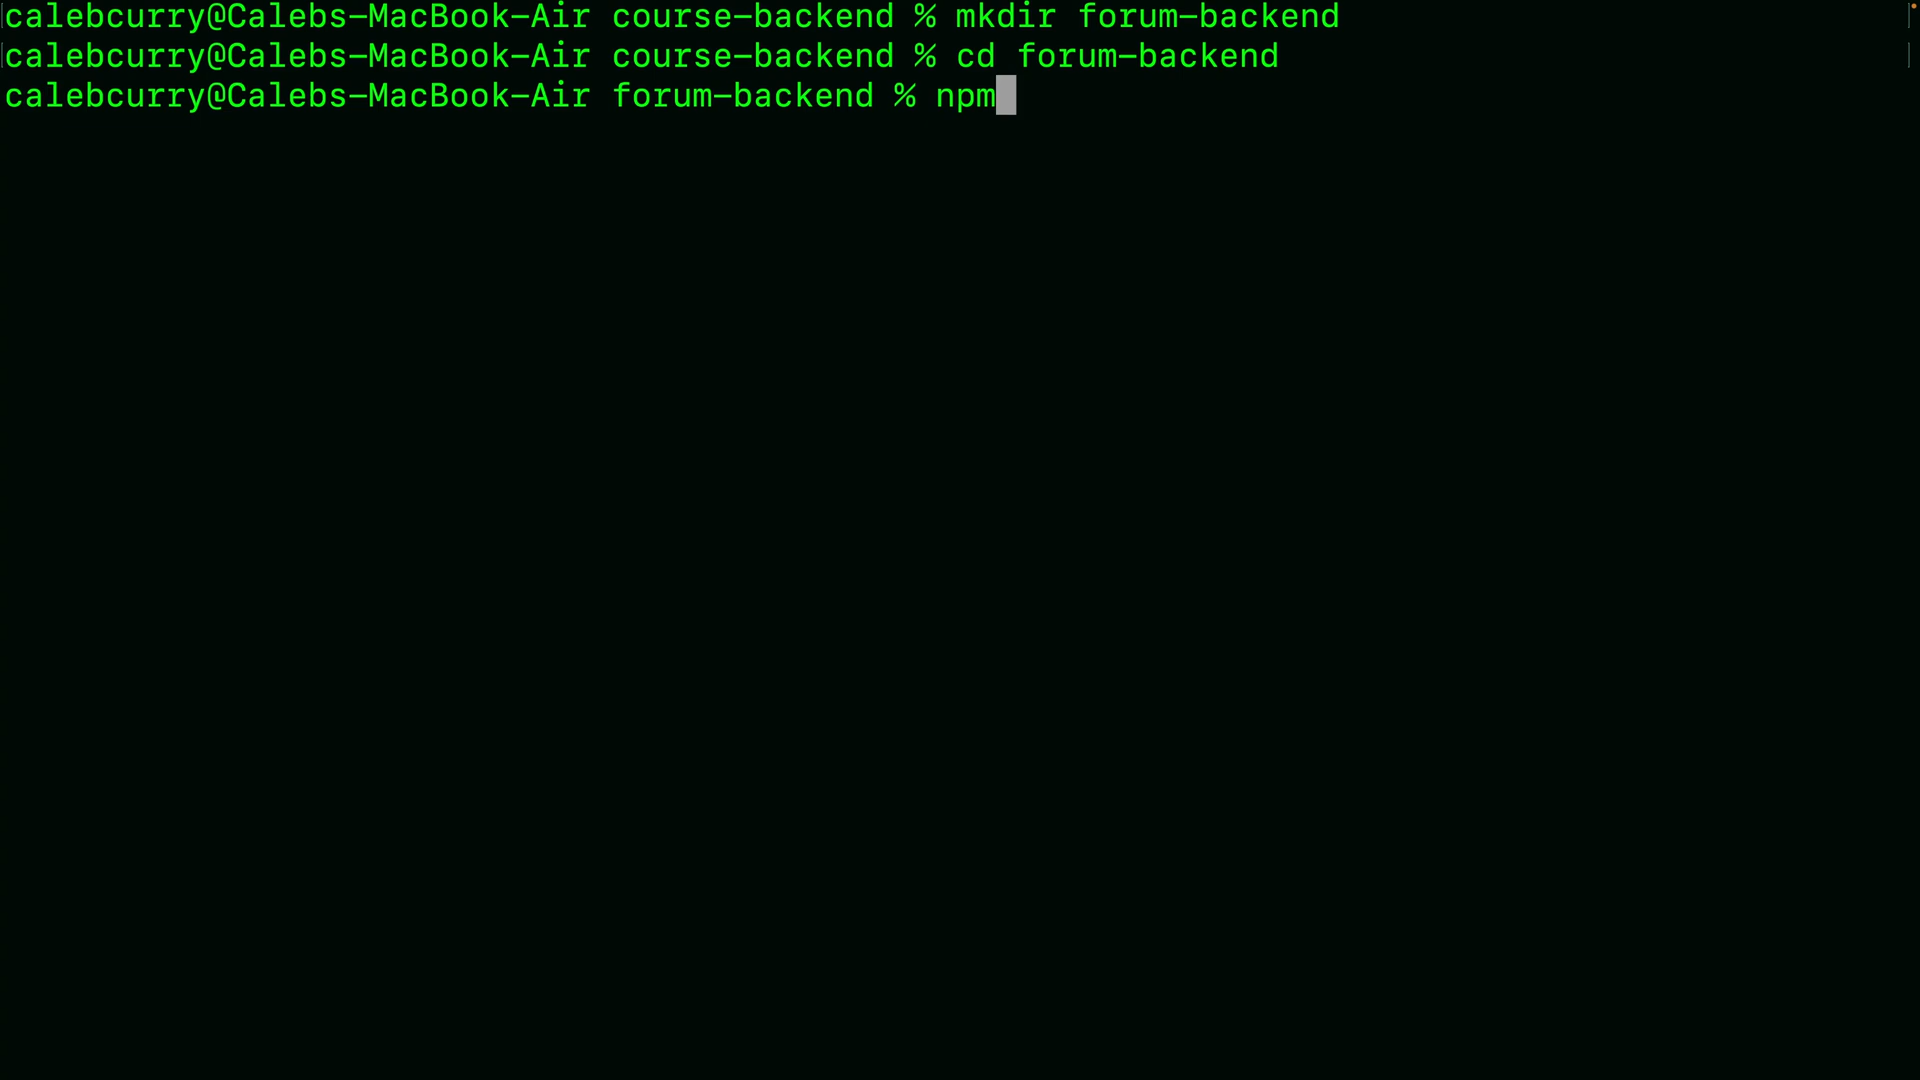 calebcurry@Calebs-MacBook-Air course-backend % mkdir forum-backend
calebcurry@Calebs-MacBook-Air course-backend % cd forum-backend
calebcurry@Calebs-MacBook-Air forum-backend % npm